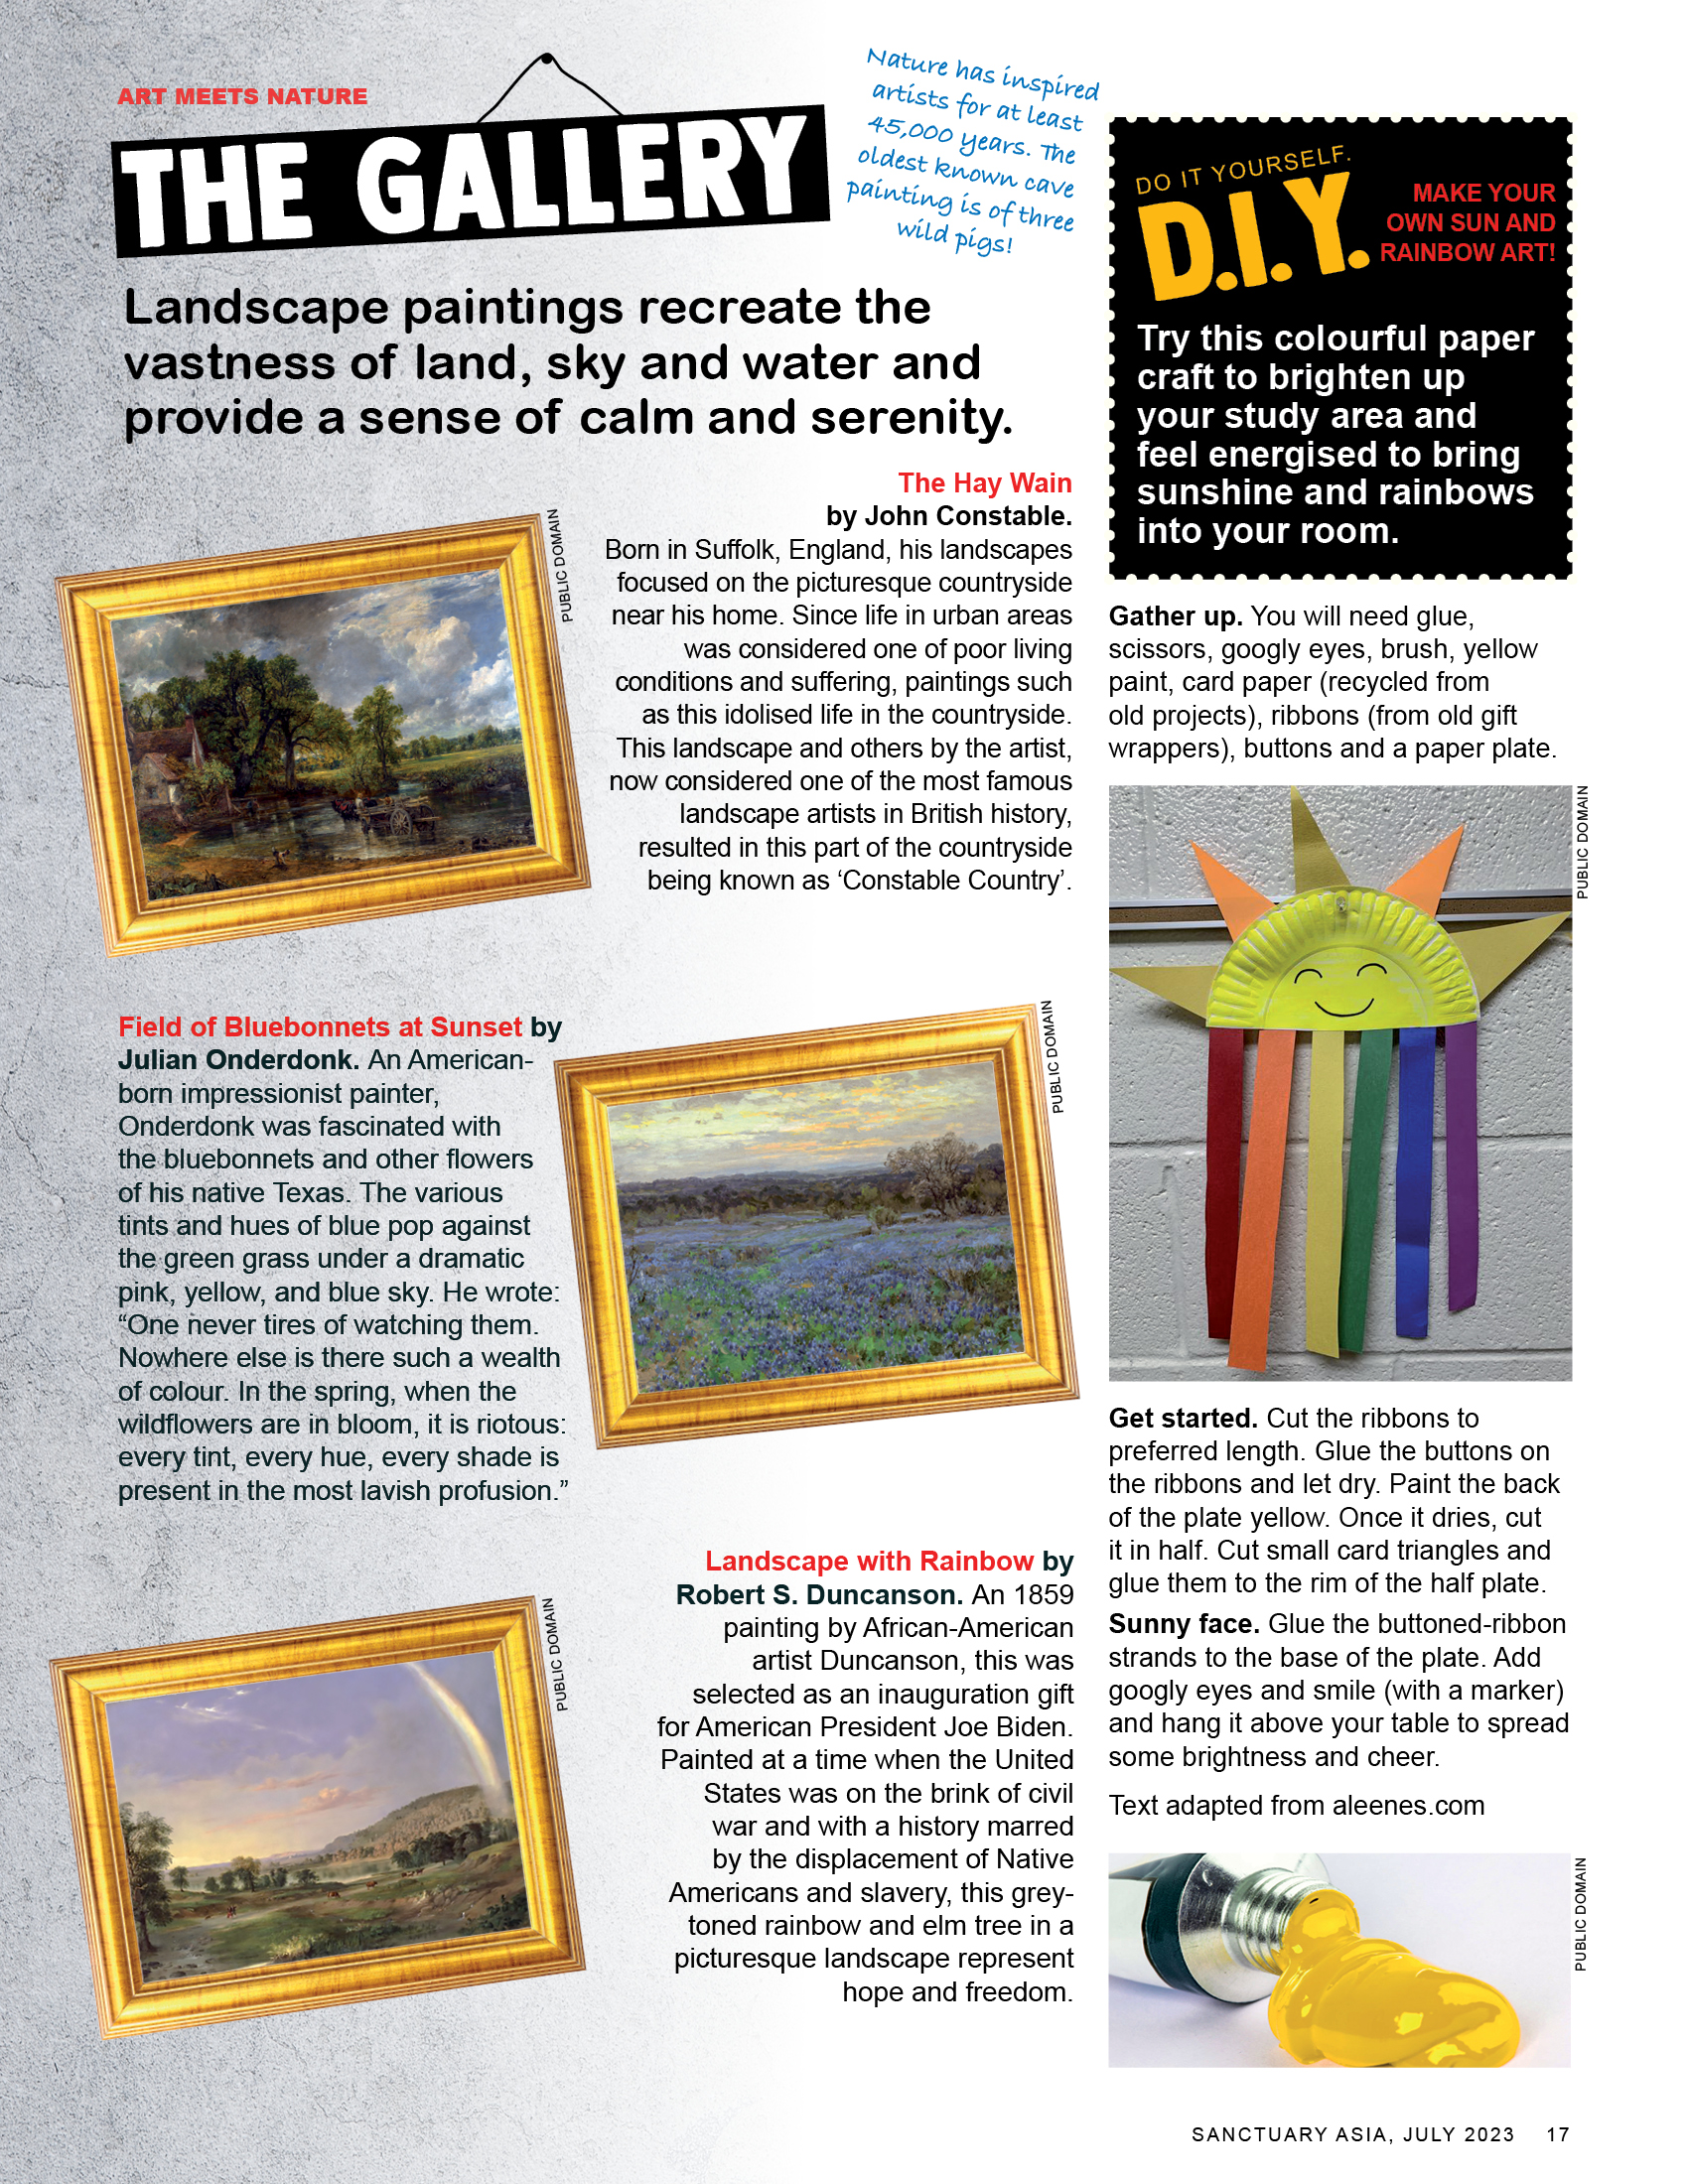 ART MEETS NATURE
THE GALLERY
Nature has inspired
artists for at least
45,000 years. The
oldest known cave
painting is of three
wild pigs!
Landscape paintings recreate the
vastness of land, sky and water and
provide a sense of calm and serenity.
PUBLIC DOMAIN
The Hay Wain
by John Constable.
Born in Suffolk, England, his landscapes
focused on the picturesque countryside
near his home. Since life in urban areas
was considered one of poor living
conditions and suffering, paintings such
as this idolised life in the countryside.
This landscape and others by the artist,
now considered one of the most famous
landscape artists in British history,
resulted in this part of the countryside
being known as ‘Constable Country’.
Field of Bluebonnets at Sunset by
Julian Onderdonk. An American-
born impressionist painter,
Onderdonk was fascinated with
the bluebonnets and other flowers
of his native Texas. The various
tints and hues of blue pop against
the green grass under a dramatic
pink, yellow, and blue sky. He wrote:
“One never tires of watching them.
Nowhere else is there such a wealth
of colour. In the spring, when the
wildflowers are in bloom, it is riotous:
every tint, every hue, every shade is
present in the most lavish profusion.”
PUBLIC DOMAIN
PUBLIC DOMAIN
Landscape with Rainbow by
Robert S. Duncanson. An 1859
painting by African-American
artist Duncanson, this was
selected as an inauguration gift
for American President Joe Biden.
Painted at a time when the United
States was on the brink of civil
war and with a history marred
by the displacement of Native
Americans and slavery, this grey-
toned rainbow and elm tree in a
picturesque landscape represent
hope and freedom.
DO IT YOURSELF.
D.I.Y.
MAKE YOUR
OWN SUN AND
RAINBOW ART!
Try this colourful paper
craft to brighten up
your study area and
feel energised to bring
sunshine and rainbows
into your room.
Gather up. You will need glue,
scissors, googly eyes, brush, yellow
paint, card paper (recycled from
old projects), ribbons (from old gift
wrappers), buttons and a paper plate.
PUBLIC DOMAIN
Get started. Cut the ribbons to
preferred length. Glue the buttons on
the ribbons and let dry. Paint the back
of the plate yellow. Once it dries, cut
it in half. Cut small card triangles and
glue them to the rim of the half plate.
Sunny face. Glue the buttoned-ribbon
strands to the base of the plate. Add
googly eyes and smile (with a marker)
and hang it above your table to spread
some brightness and cheer.
Text adapted from aleenes.com
PUBLIC DOMAIN
SANCTUARY ASIA, JULY 2023 17